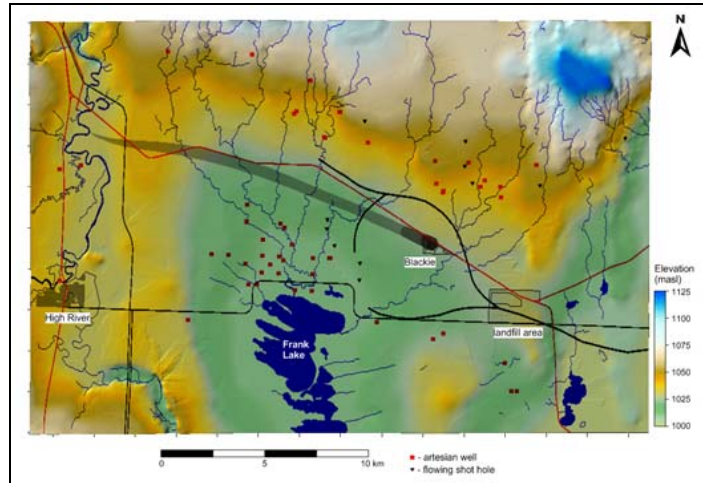 N
Blackie
Elevation
(masl)
1125
1100
1075
1050
1025
1000
High River
landfill area
Frank
Lake
0 5 10 km
- artesian well
- flowing shot hole